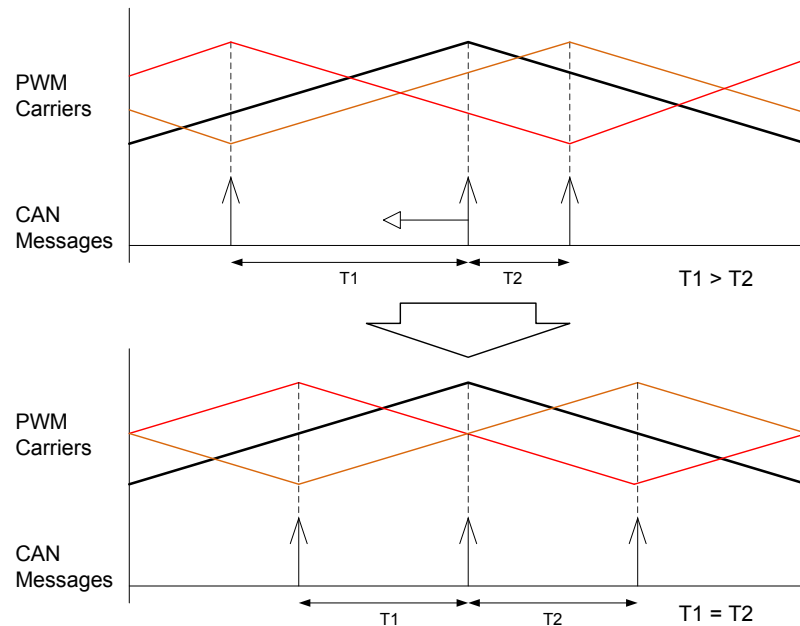 PWM
Carriers
CAN
Messages
T1
T2
T1 > T2
PWM
Carriers
CAN
Messages
T1
T2
T1 = T2